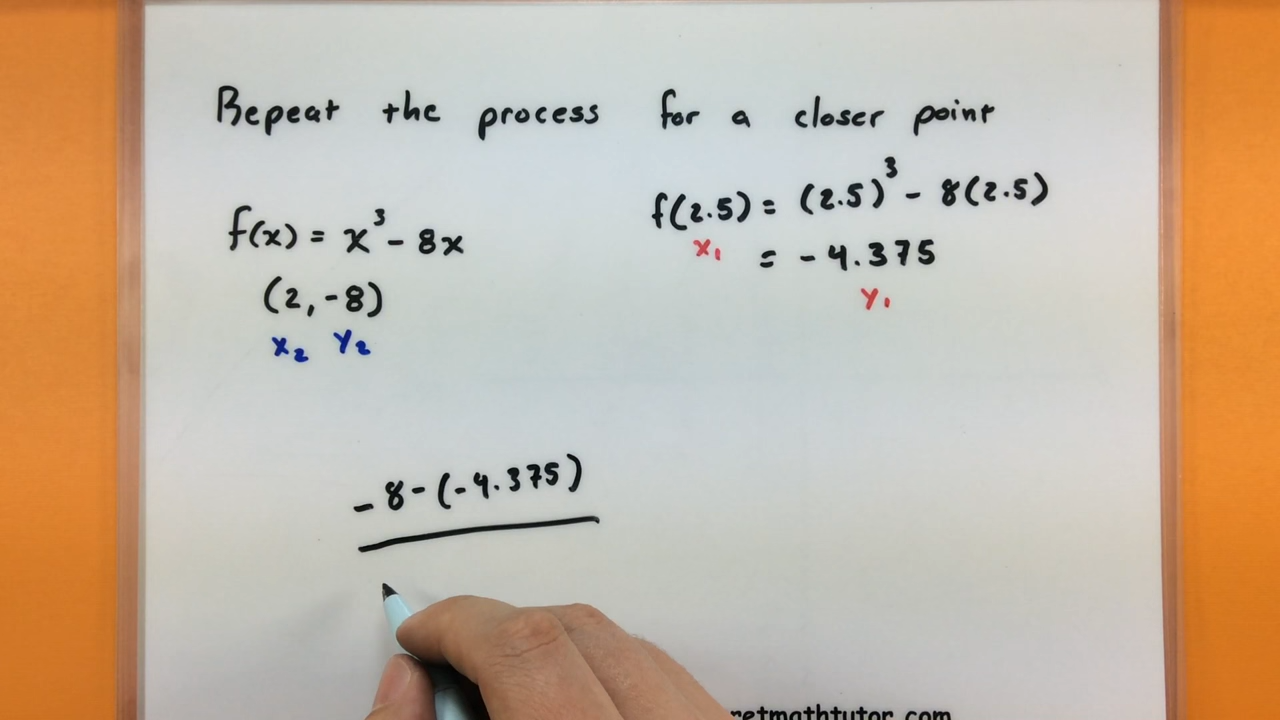 Repeat the process for a closer point
f(x) = x³ - 8x
(2, -8)
x₂ y₂
f(2.5) = (2.5)³ - 8(2.5)
x₁ = -4.375
y₁
-8-(-4.375)